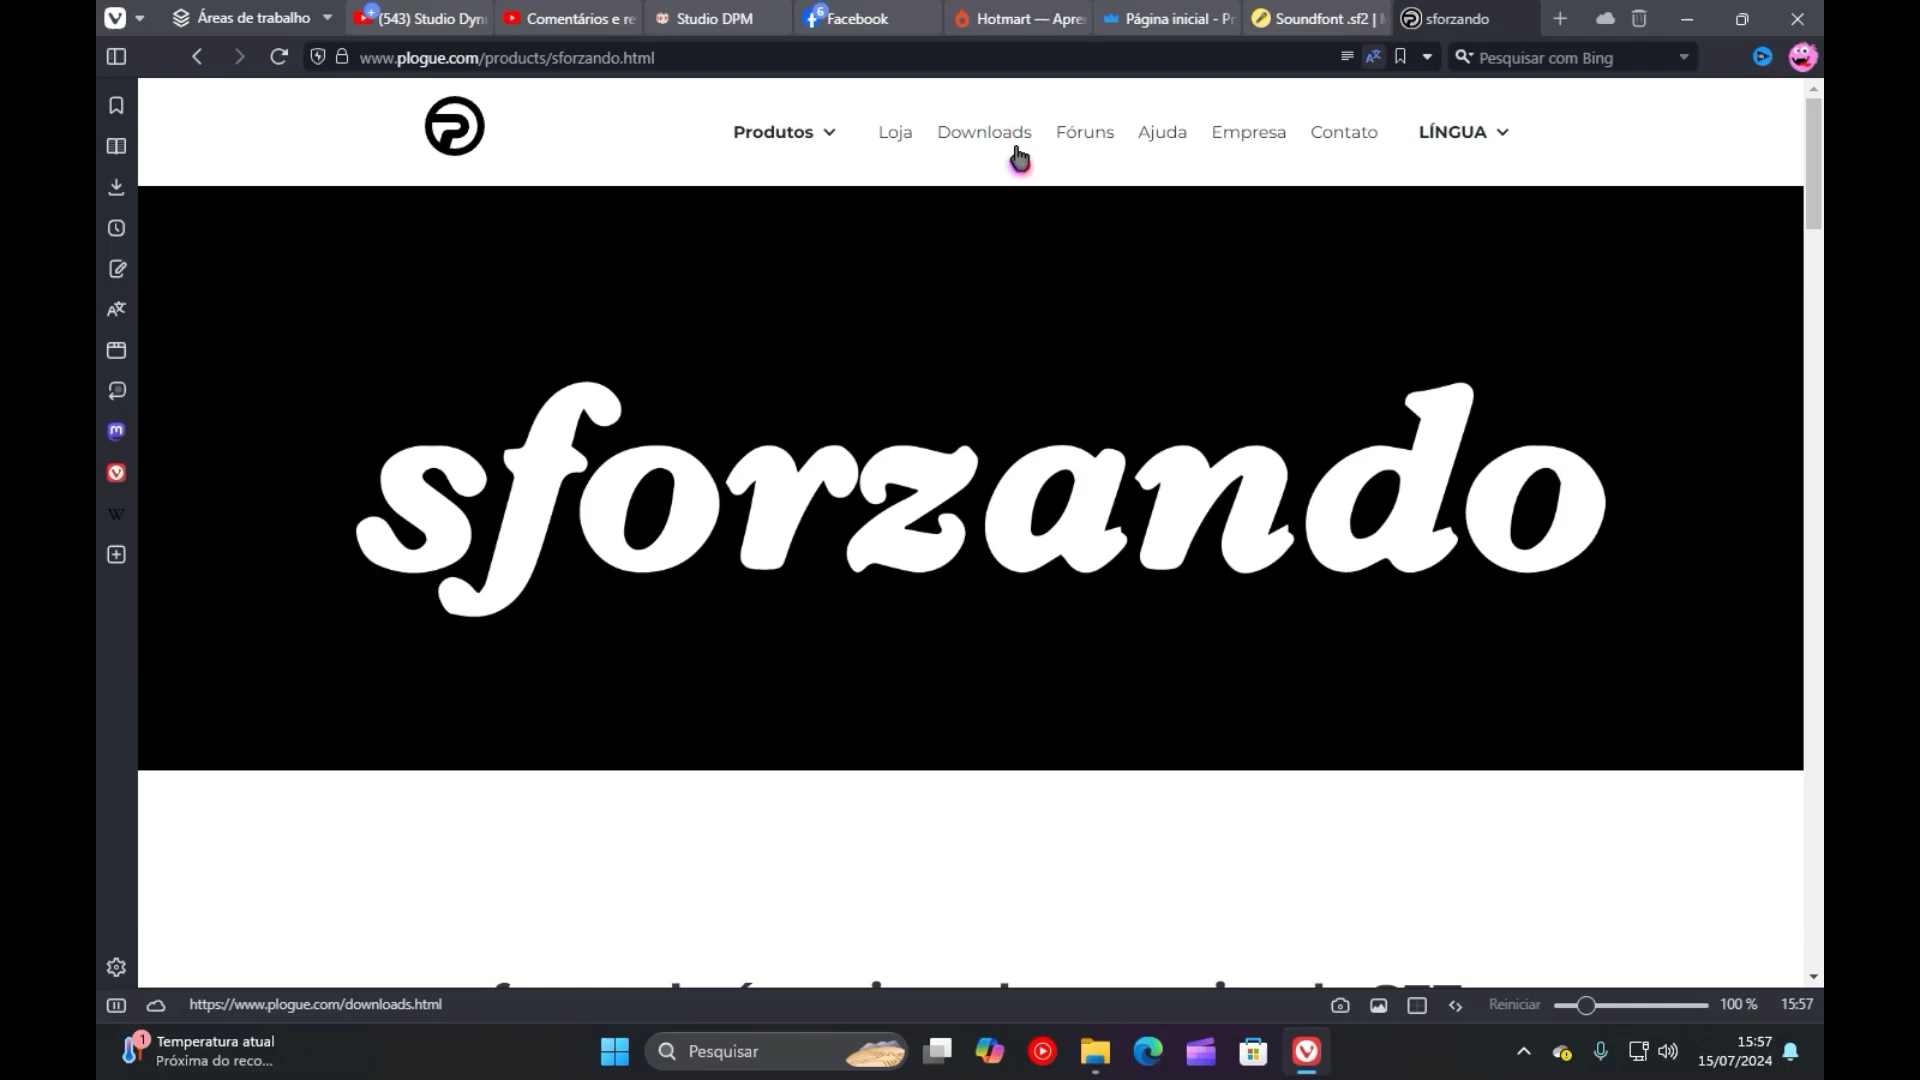 Áreas de trabalho
(543) Studio Dyn
Comentários e re
Studio DPM
6
Facebook
Hotmart — Apre
Página inicial - Pr
Soundfont .sf2 |
sforzando
www.plogue.com/products/sforzando.html
Pesquisar com Bing
Produtos
Loja
Downloads
Fóruns
Ajuda
Empresa
Contato
LÍNGUA
sforzando
W
https://www.plogue.com/downloads.html
Reiniciar
100 %
15:57
1
Temperatura atual
Próxima do reco...
Pesquisar
15:57
15/07/2024